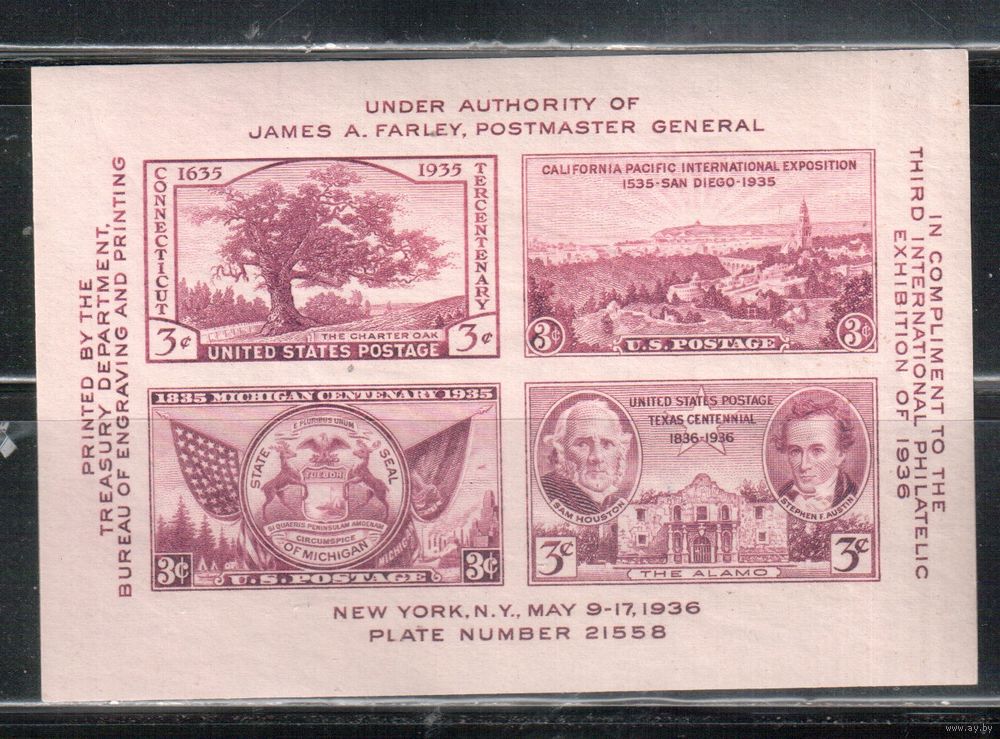 UNDER AUTHORITY OF
JAMES A. FARLEY, POSTMASTER GENERAL
PRINTED BY THE
TREASURY DEPARTMENT,
BUREAU OF ENGRAVING AND PRINTING
CONNECTICUT
1635 1935
TERCENTENARY
THE CHARTER OAK
3¢ 3¢
UNITED STATES POSTAGE
CALIFORNIA PACIFIC INTERNATIONAL EXPOSITION
1535-SAN DIEGO-1935
3¢ U.S. POSTAGE 3¢
1835 MICHIGAN CENTENARY 1935
E PLURIBUS UNUM
STATE SEAL
TUEBOR
SI QUAERIS PENINSULAM AMOENAM
CIRCUMSPICE
OF MICHIGAN
MICHIGAN
3¢ U.S. POSTAGE 3¢
UNITED STATES POSTAGE
TEXAS CENTENNIAL
1836-1936
SAM HOUSTON
STEPHEN F. AUSTIN
3¢ 3¢
THE ALAMO
IN COMPLIMENT TO THE
THIRD INTERNATIONAL PHILATELIC
EXHIBITION OF 1936
NEW YORK, N.Y., MAY 9-17, 1936
PLATE NUMBER 21558
www.ay.by